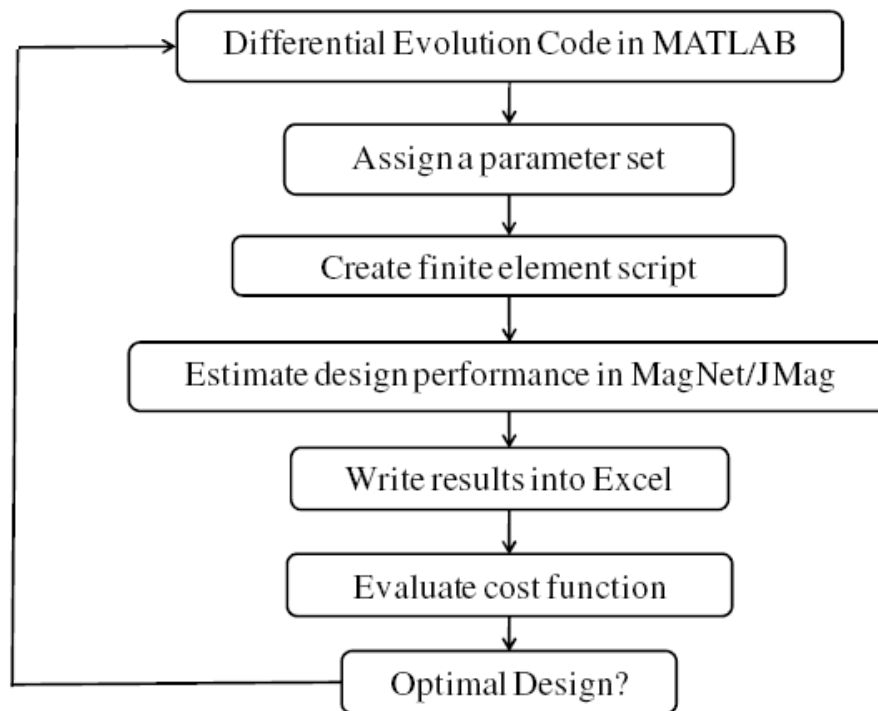 Differential Evolution Code in MATLAB
Assign a parameter set
Create finite element script
Estimate design performance in MagNet/JMag
Write results into Excel
Evaluate cost function
Optimal Design?